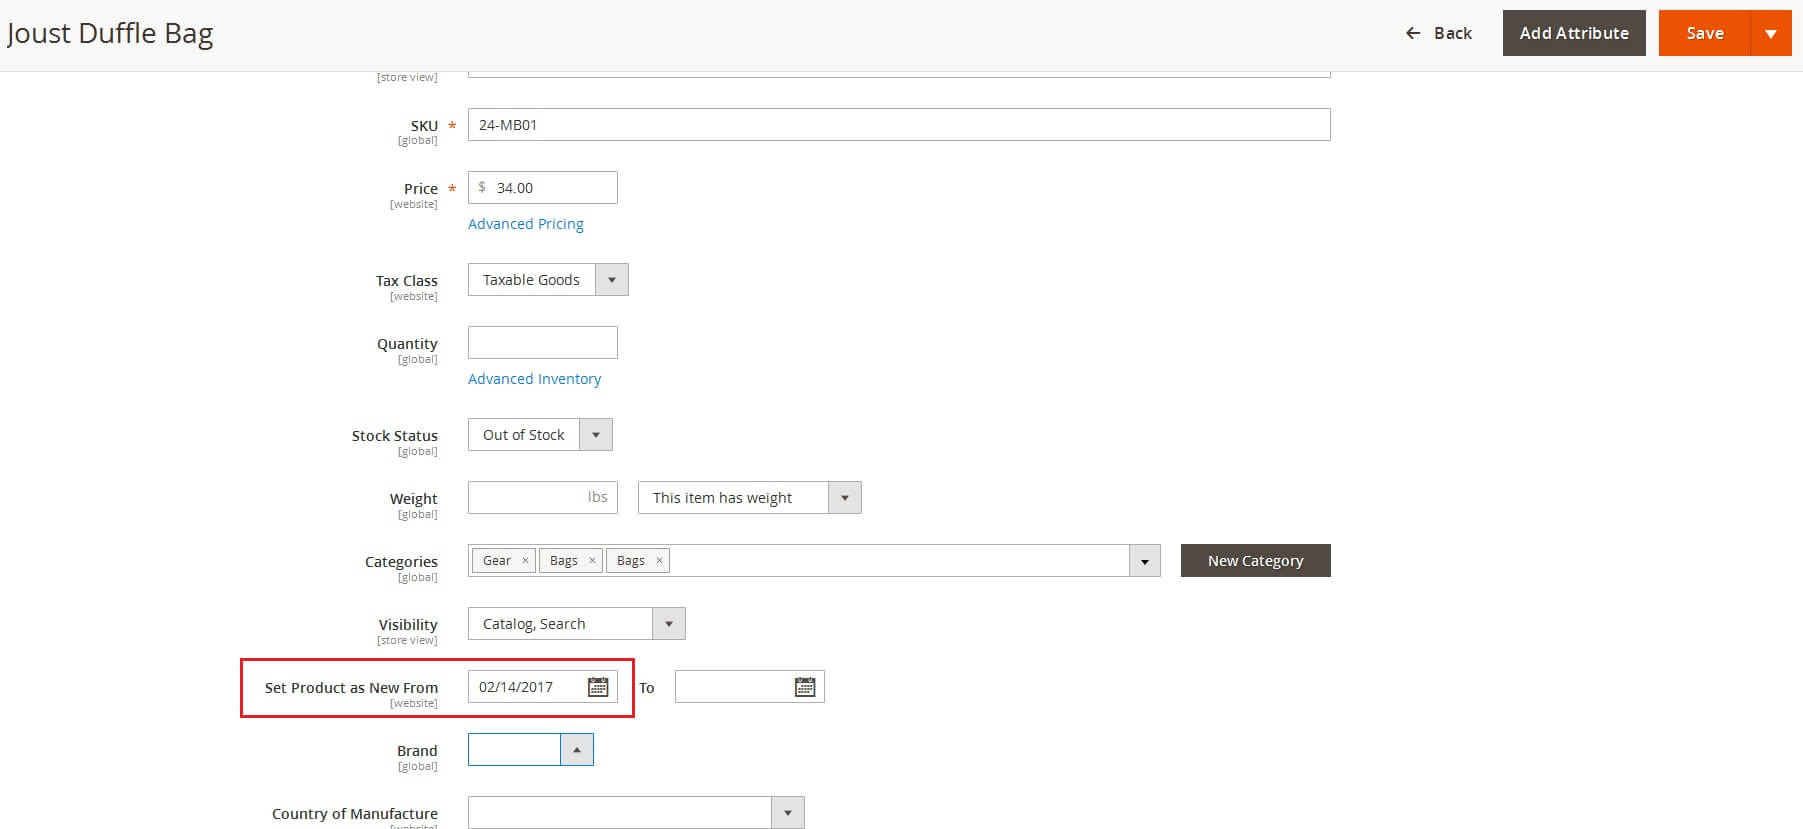 Joust Duffle Bag
Back
Add Attribute
Save
[store view]
SKU *
24-MB01
[global]
Price *
$ 34.00
[website]
Advanced Pricing
Tax Class
Taxable Goods
[website]
Quantity
[global]
Advanced Inventory
Stock Status
Out of Stock
[global]
Weight
lbs
This item has weight
[global]
Categories
Gear ×
Bags ×
Bags ×
New Category
[global]
Visibility
Catalog, Search
[store view]
Set Product as New From
02/14/2017
To
[website]
Brand
[global]
Country of Manufacture
[website]